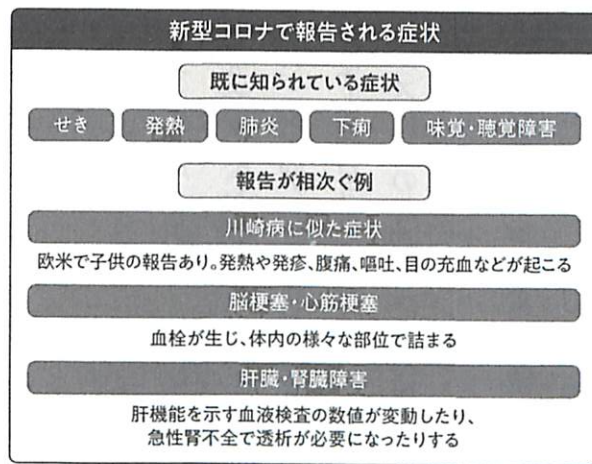 新型コロナで報告される症状
既に知られている症状
せき 発熱 肺炎 下痢 味覚・聴覚障害
報告が相次ぐ例
川崎病に似た症状
欧米で子供の報告あり。発熱や発疹、腹痛、嘔吐、目の充血などが起こる
脳梗塞・心筋梗塞
血栓が生じ、体内の様々な部位で詰まる
肝臓・腎臓障害
肝機能を示す血液検査の数値が変動したり、
急性腎不全で透析が必要になったりする